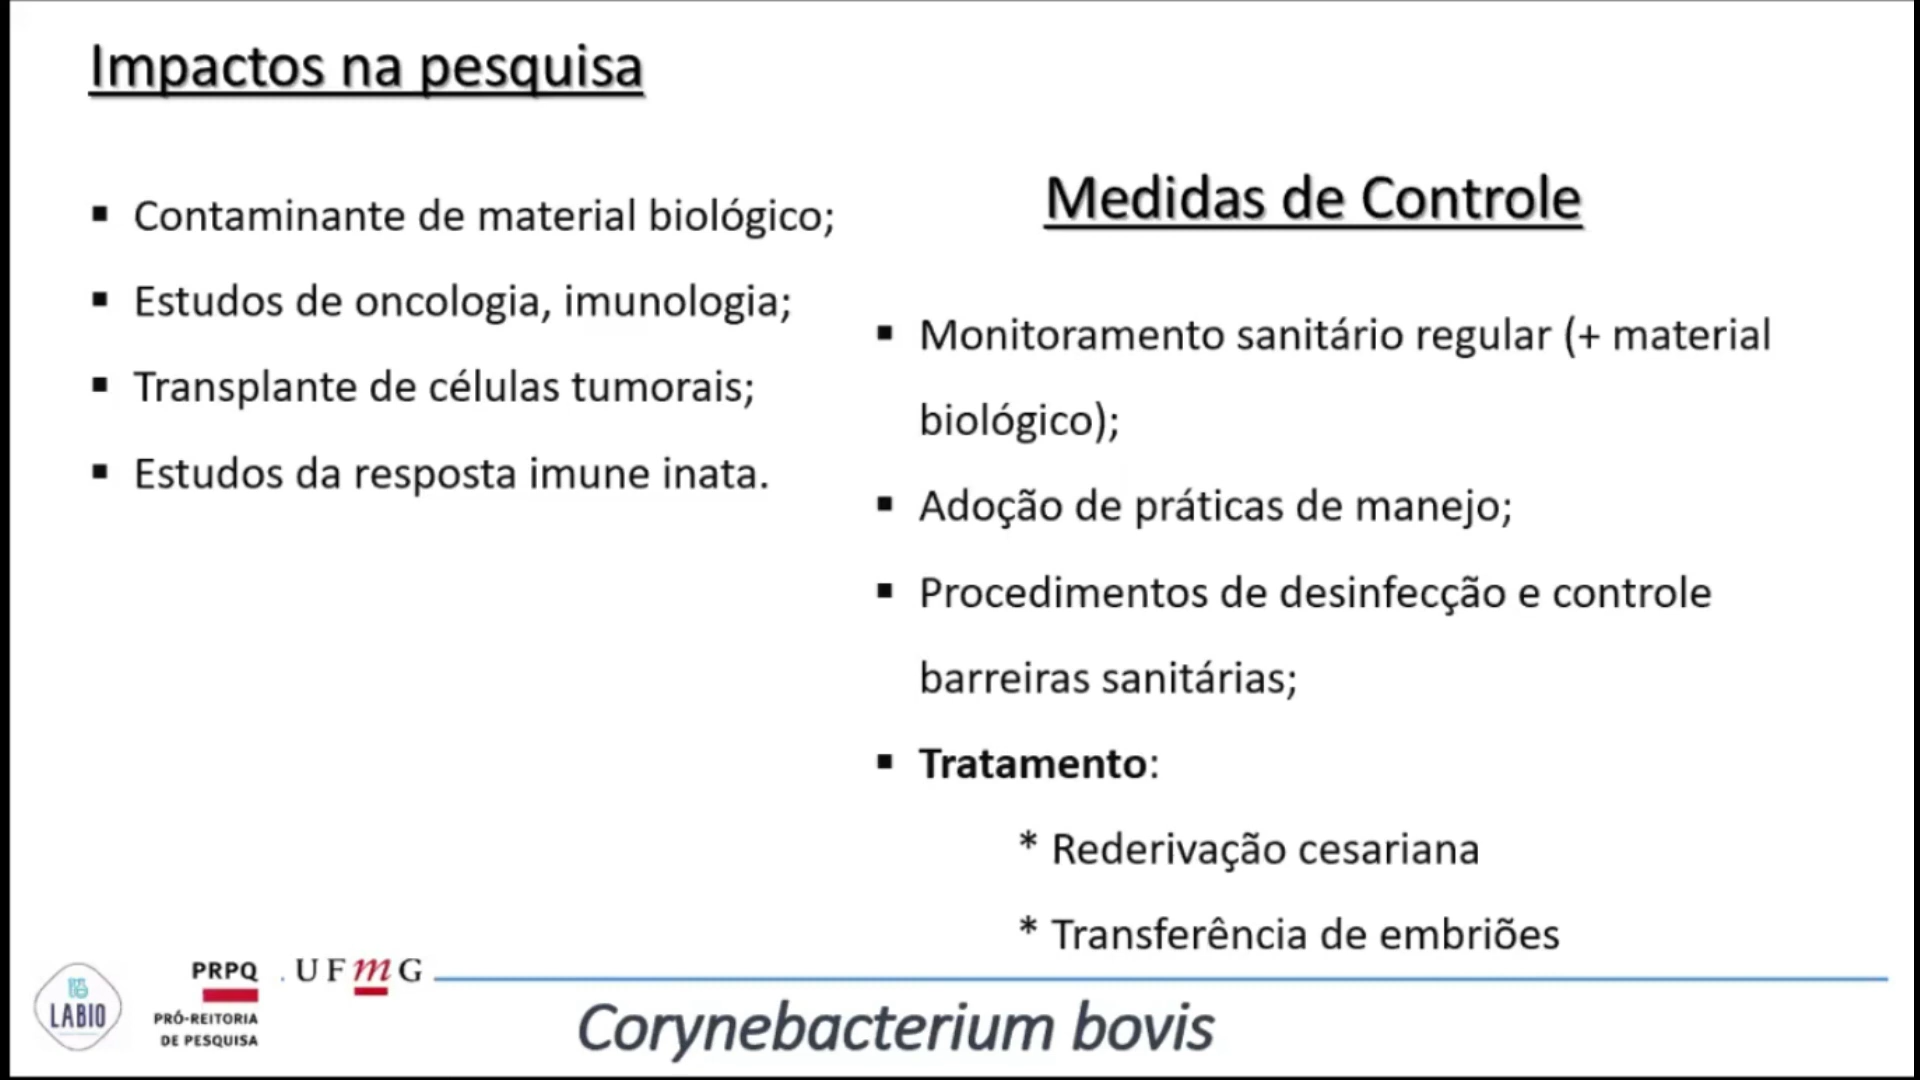 Impactos na pesquisa
▪ Contaminante de material biológico;
▪ Estudos de oncologia, imunologia;
▪ Transplante de células tumorais;
▪ Estudos da resposta imune inata.
Medidas de Controle
▪ Monitoramento sanitário regular (+ material
biológico);
▪ Adoção de práticas de manejo;
▪ Procedimentos de desinfecção e controle
barreiras sanitárias;
▪ Tratamento:
* Rederivação cesariana
* Transferência de embriões
LABIO
PRPQ
PRÓ-REITORIA
DE PESQUISA
UFmG
Corynebacterium bovis